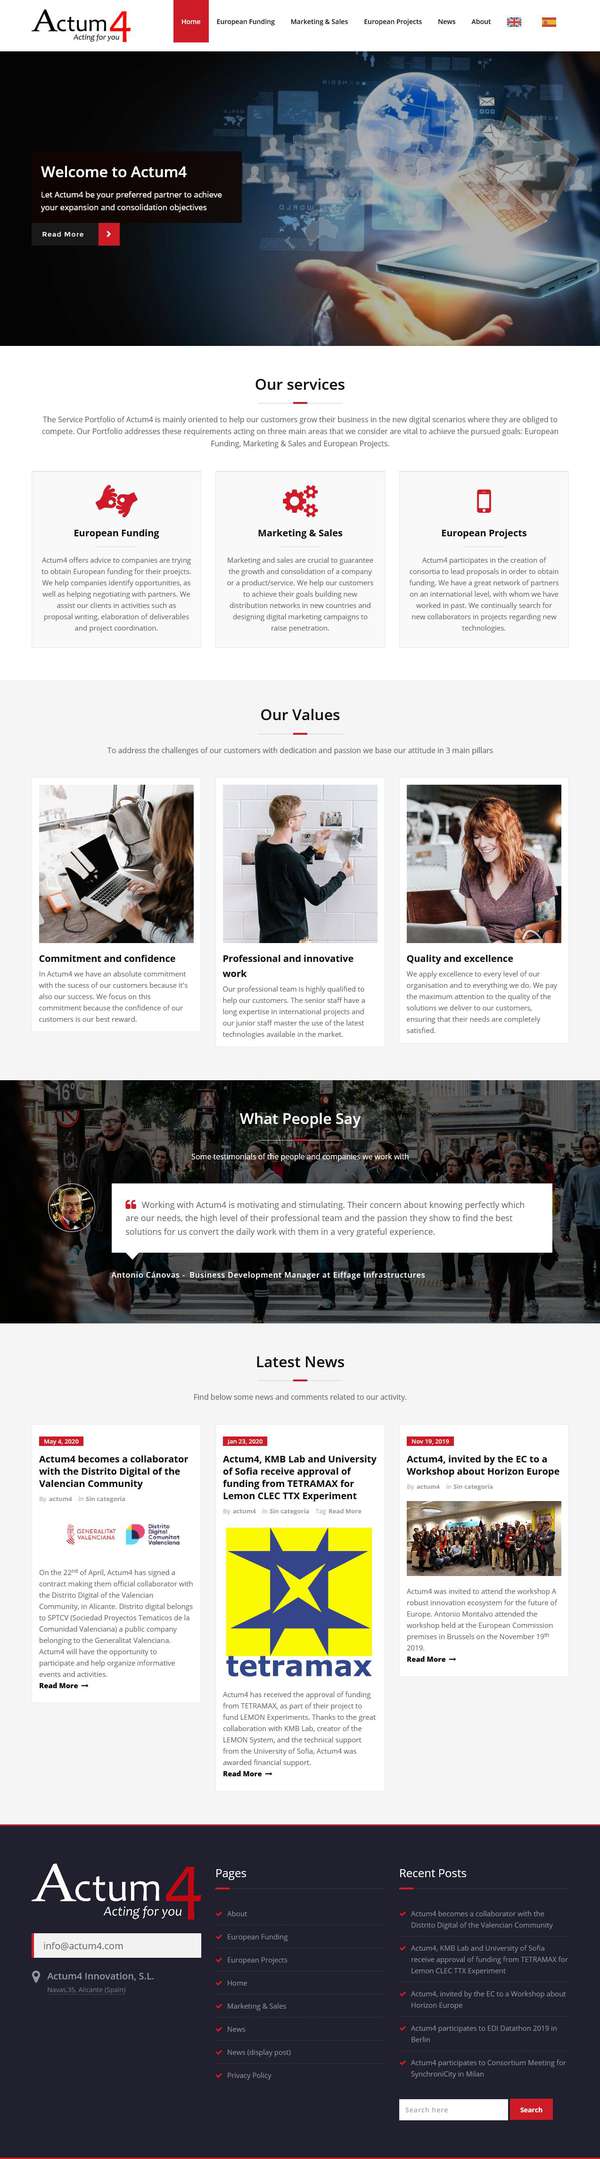 Actum4
Acting for you
Home
European Funding
Marketing & Sales
European Projects
News
About
Welcome to Actum4
Let Actum4 be your preferred partner to achieve
your expansion and consolidation objectives
Read More
Our services
The Service Portfolio of Actum4 is mainly oriented to help our customers grow their business in the new digital scenarios where they are obliged to
compete. Our Portfolio addresses these requirements acting on three main areas that we consider are vital to achieve the pursued goals: European
Funding, Marketing & Sales and European Projects.
European Funding
Actum4 offers advice to companies are trying
to obtain European funding for their proejcts.
We help companies identify opportunities, as
well as helping negotiating with partners. We
assist our clients in activities such as
proposal writing, elaboration of deliverables
and project coordination.
Marketing & Sales
Marketing and sales are crucial to guarantee
the growth and consolidation of a company
or a product/service. We help our customers
to achieve their goals building new
distribution networks in new countries and
designing digital marketing campaigns to
raise penetration.
European Projects
Actum4 participates in the creation of
consortia to lead proposals in order to obtain
funding. We have a great network of partners
on an international level, with whom we have
worked in past. We continually search for
new collaborators in projects regarding new
technologies.
Our Values
To address the challenges of our customers with dedication and passion we base our attitude in 3 main pillars
Commitment and confidence
In Actum4 we have an absolute commitment
with the sucess of our customers because it's
also our success. We focus on this
commitment because the confidence of our
customers is our best reward.
Professional and innovative
work
Our professional team is highly qualified to
help our customers. The senior staff have a
long expertise in international projects and
our junior staff master the use of the latest
technologies available in the market.
Quality and excellence
We apply excellence to every level of our
organisation and to everything we do. We pay
the maximum attention to the quality of the
solutions we deliver to our customers,
ensuring that their needs are completely
satisfied.
16°C
What People Say
Some testimonials of the people and companies we work with
Working with Actum4 is motivating and stimulating. Their concern about knowing perfectly which
are our needs, the high level of their professional team and the passion they show to find the best
solutions for us convert the daily work with them in a very grateful experience.
Antonio Cánovas - Business Development Manager at Eiffage Infrastructures
Latest News
Find below some news and comments related to our activity.
May 4, 2020
Actum4 becomes a collaborator
with the Distrito Digital of the
Valencian Community
By actum4 In Sin categoría
GENERALITAT
VALENCIANA
Distrito
Digital
Comunitat
Valenciana
On the 22nd of April, Actum4 has signed a
contract making them official collaborator with
the Distrito Digital of the Valencian
Community, in Alicante. Distrito digital belongs
to SPTCV (Sociedad Proyectos Tematicos de la
Comunidad Valenciana) a public company
belonging to the Generalitat Valenciana.
Actum4 will have the opportunity to
participate and help organize informative
events and activities.
Read More
Jan 23, 2020
Actum4, KMB Lab and University
of Sofia receive approval of
funding from TETRAMAX for
Lemon CLEC TTX Experiment
By actum4 In Sin categoría Tag Read More
tetramax
Actum4 has received the approval of funding
from TETRAMAX, as part of their project to
fund LEMON Experiments. Thanks to the great
collaboration with KMB Lab, creator of the
LEMON System, and the technical support
from the University of Sofia, Actum4 was
awarded financial support.
Read More
Nov 19, 2019
Actum4, invited by the EC to a
Workshop about Horizon Europe
By actum4 In Sin categoría
Actum4 was invited to attend the workshop A
robust innovation ecosystem for the future of
Europe. Antonio Montalvo attended the
workshop held at the European Commission
premises in Brussels on the November 19th
2019.
Read More
Actum4
Acting for you
info@actum4.com
Actum4 Innovation, S.L.
Navas,35. Alicante (Spain)
Pages
About
European Funding
European Projects
Home
Marketing & Sales
News
News (display post)
Privacy Policy
Recent Posts
Actum4 becomes a collaborator with the
Distrito Digital of the Valencian Community
Actum4, KMB Lab and University of Sofia
receive approval of funding from TETRAMAX for
Lemon CLEC TTX Experiment
Actum4, invited by the EC to a Workshop about
Horizon Europe
Actum4 participates to EDI Datathon 2019 in
Berlin
Actum4 participates to Consortium Meeting for
SynchroniCity in Milan
Search here
Search